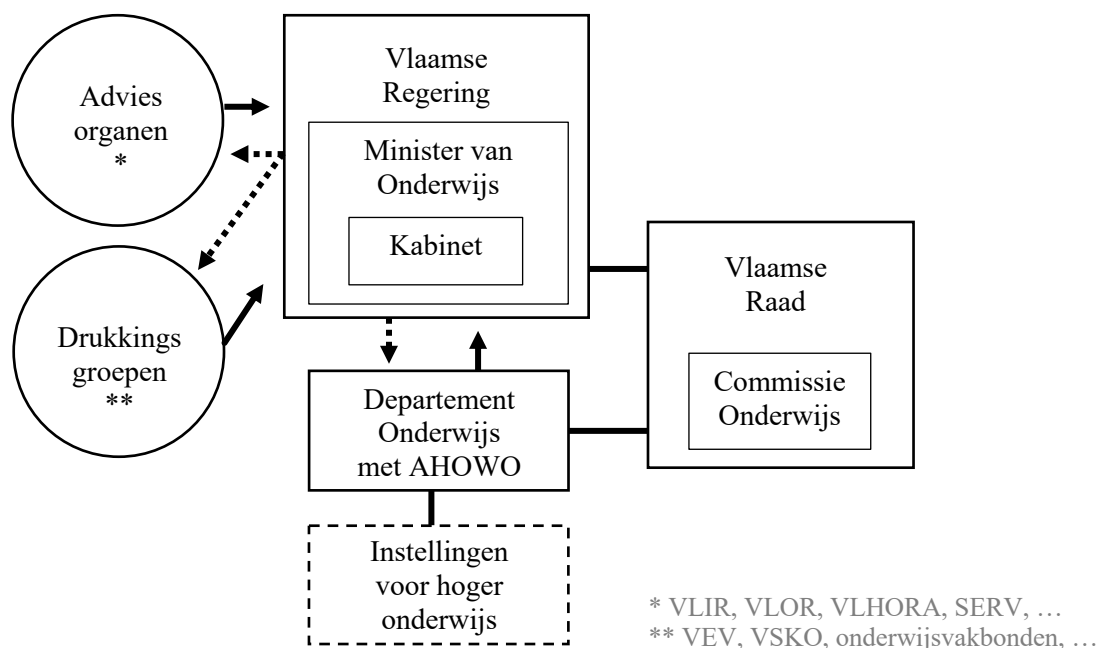 Advies
organen
*
Vlaamse
Regering
Minister van
Onderwijs
Kabinet
Drukkings
groepen
**
Vlaamse
Raad
Commissie
Onderwijs
Departement
Onderwijs
met AHOWO
Instellingen
voor hoger
onderwijs
* VLIR, VLOR, VLHORA, SERV, …
** VEV, VSKO, onderwijsvakbonden, …